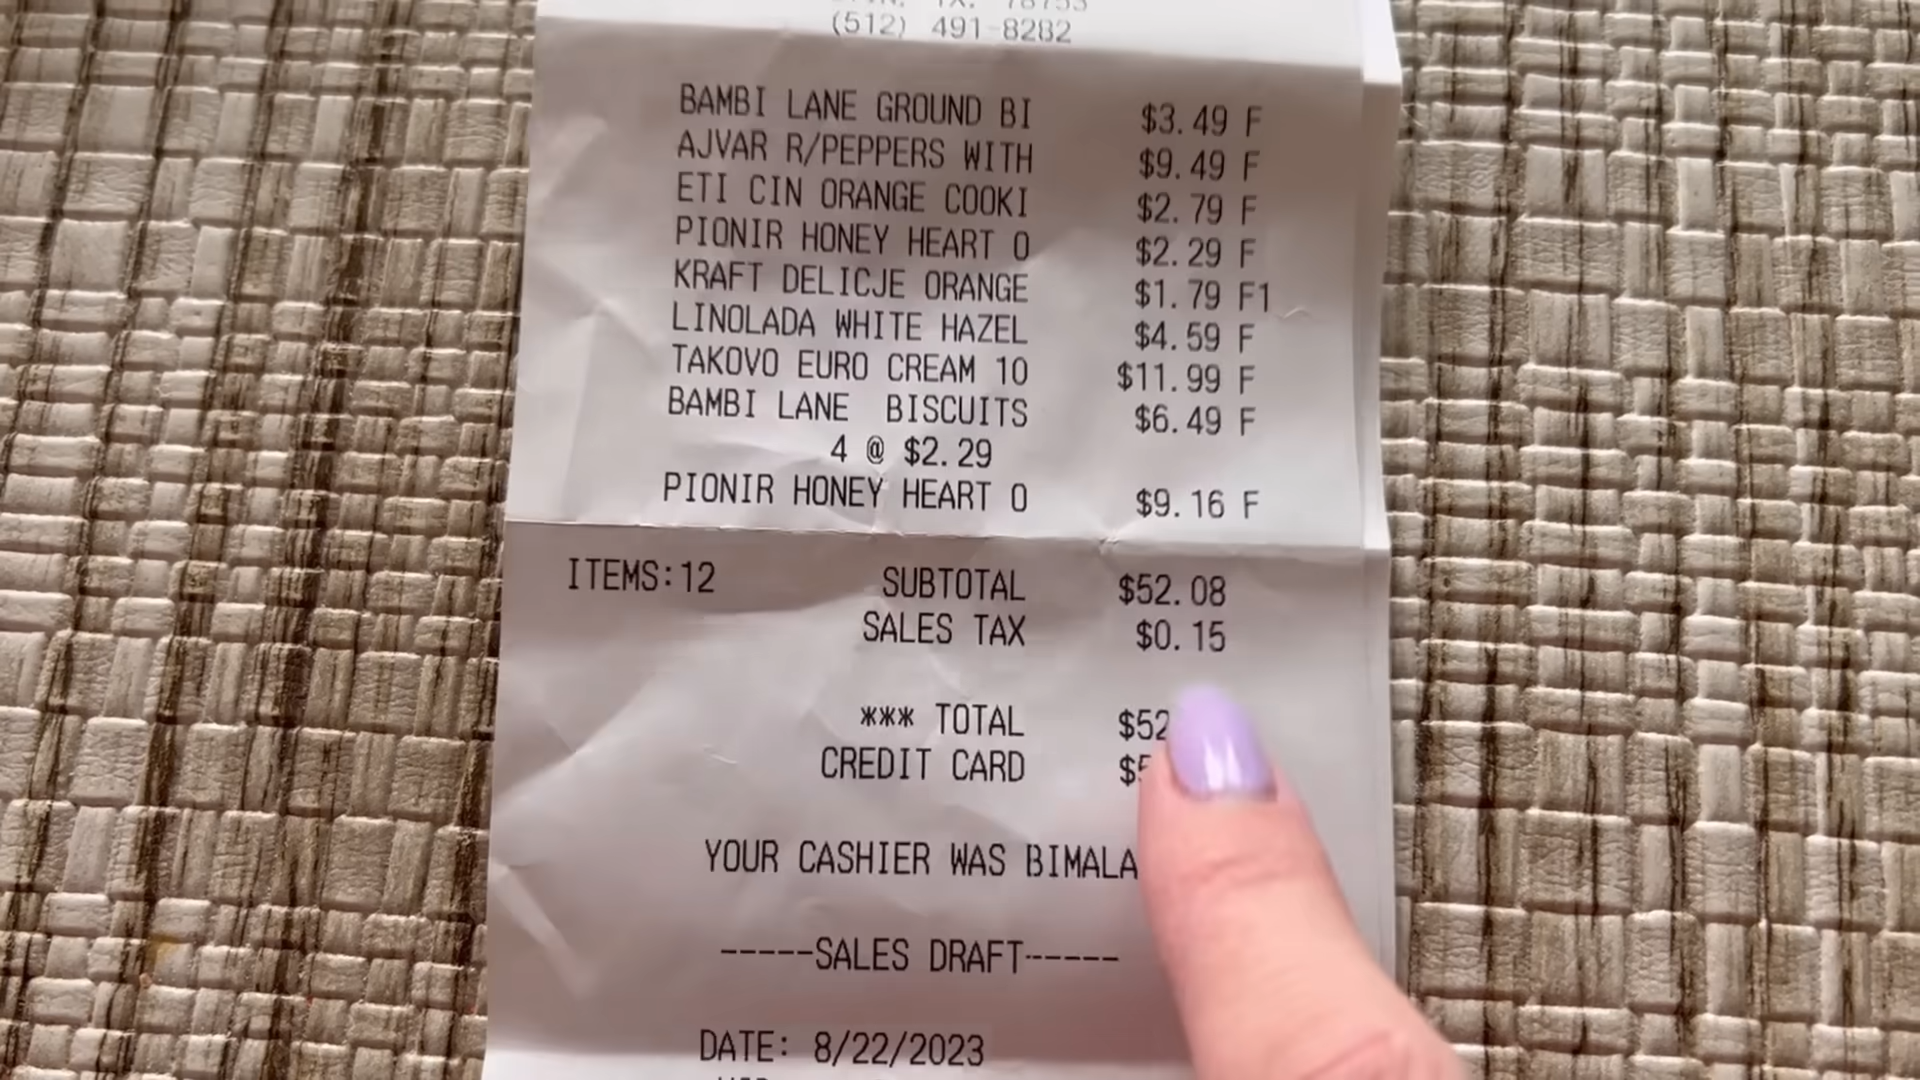 (512) 491-8282
BAMBI LANE GROUND BI $3.49 F
AJVAR R/PEPPERS WITH $9.49 F
ETI CIN ORANGE COOKI $2.79 F
PIONIR HONEY HEART O $2.29 F
KRAFT DELICJE ORANGE $1.79 F1
LINOLADA WHITE HAZEL $4.59 F
TAKOVO EURO CREAM 10 $11.99 F
BAMBI LANE BISCUITS $6.49 F
4 @ $2.29
PIONIR HONEY HEART O $9.16 F
ITEMS:12 SUBTOTAL $52.08
SALES TAX $0.15
*** TOTAL $52
CREDIT CARD
YOUR CASHIER WAS BIMALA
-----SALES DRAFT------
DATE: 8/22/2023